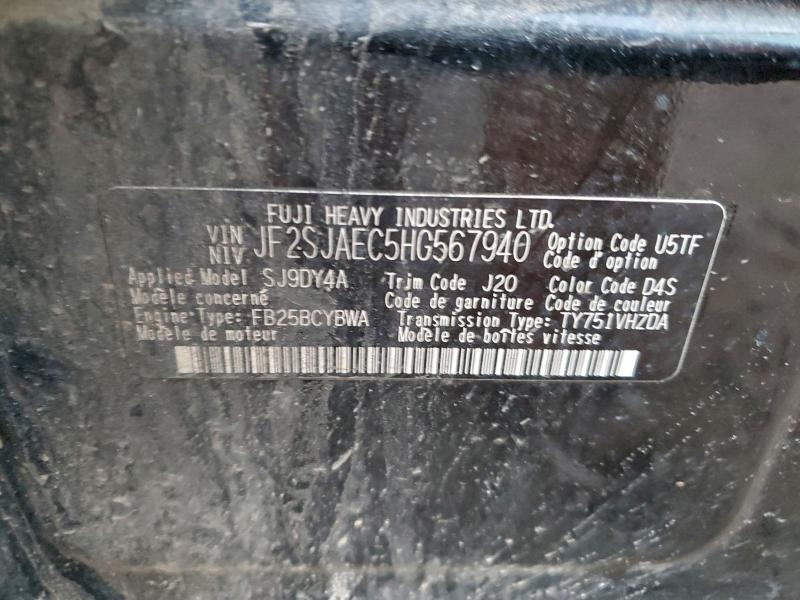 FUJI HEAVY INDUSTRIES LTD.
VIN NIV JF2SJAEC5HG567940 Option Code U5TF
Code d'option
Applied Model SJ9DY4A Trim Code J20 Color Code D4S
Modèle concerné Code de garniture Code de couleur
Engine Type: FB25BCYBWA Transmission Type: TY751VHZDA
Modèle de moteur Modèle de boîtes vitesse